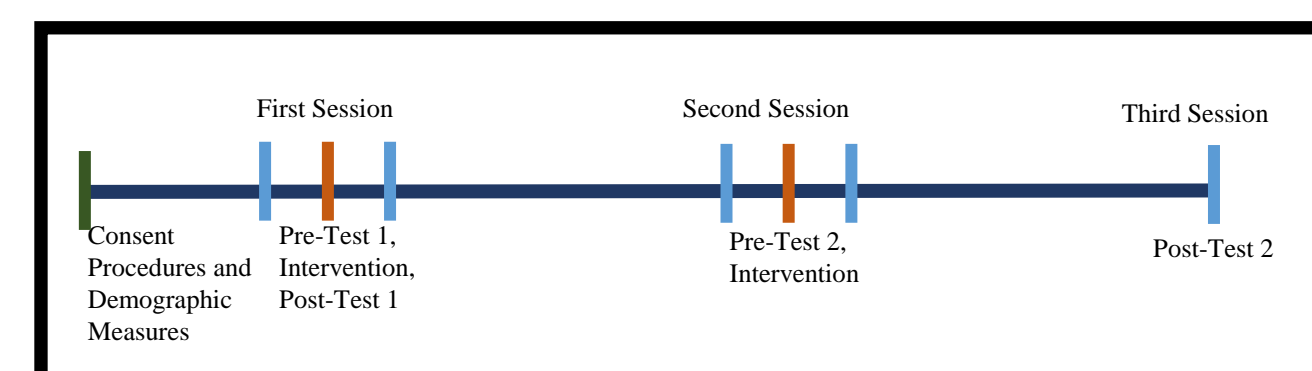 First Session
Second Session
Third Session
Consent
Procedures and
Demographic
Measures
Pre-Test 1,
Intervention,
Post-Test 1
Pre-Test 2,
Intervention
Post-Test 2